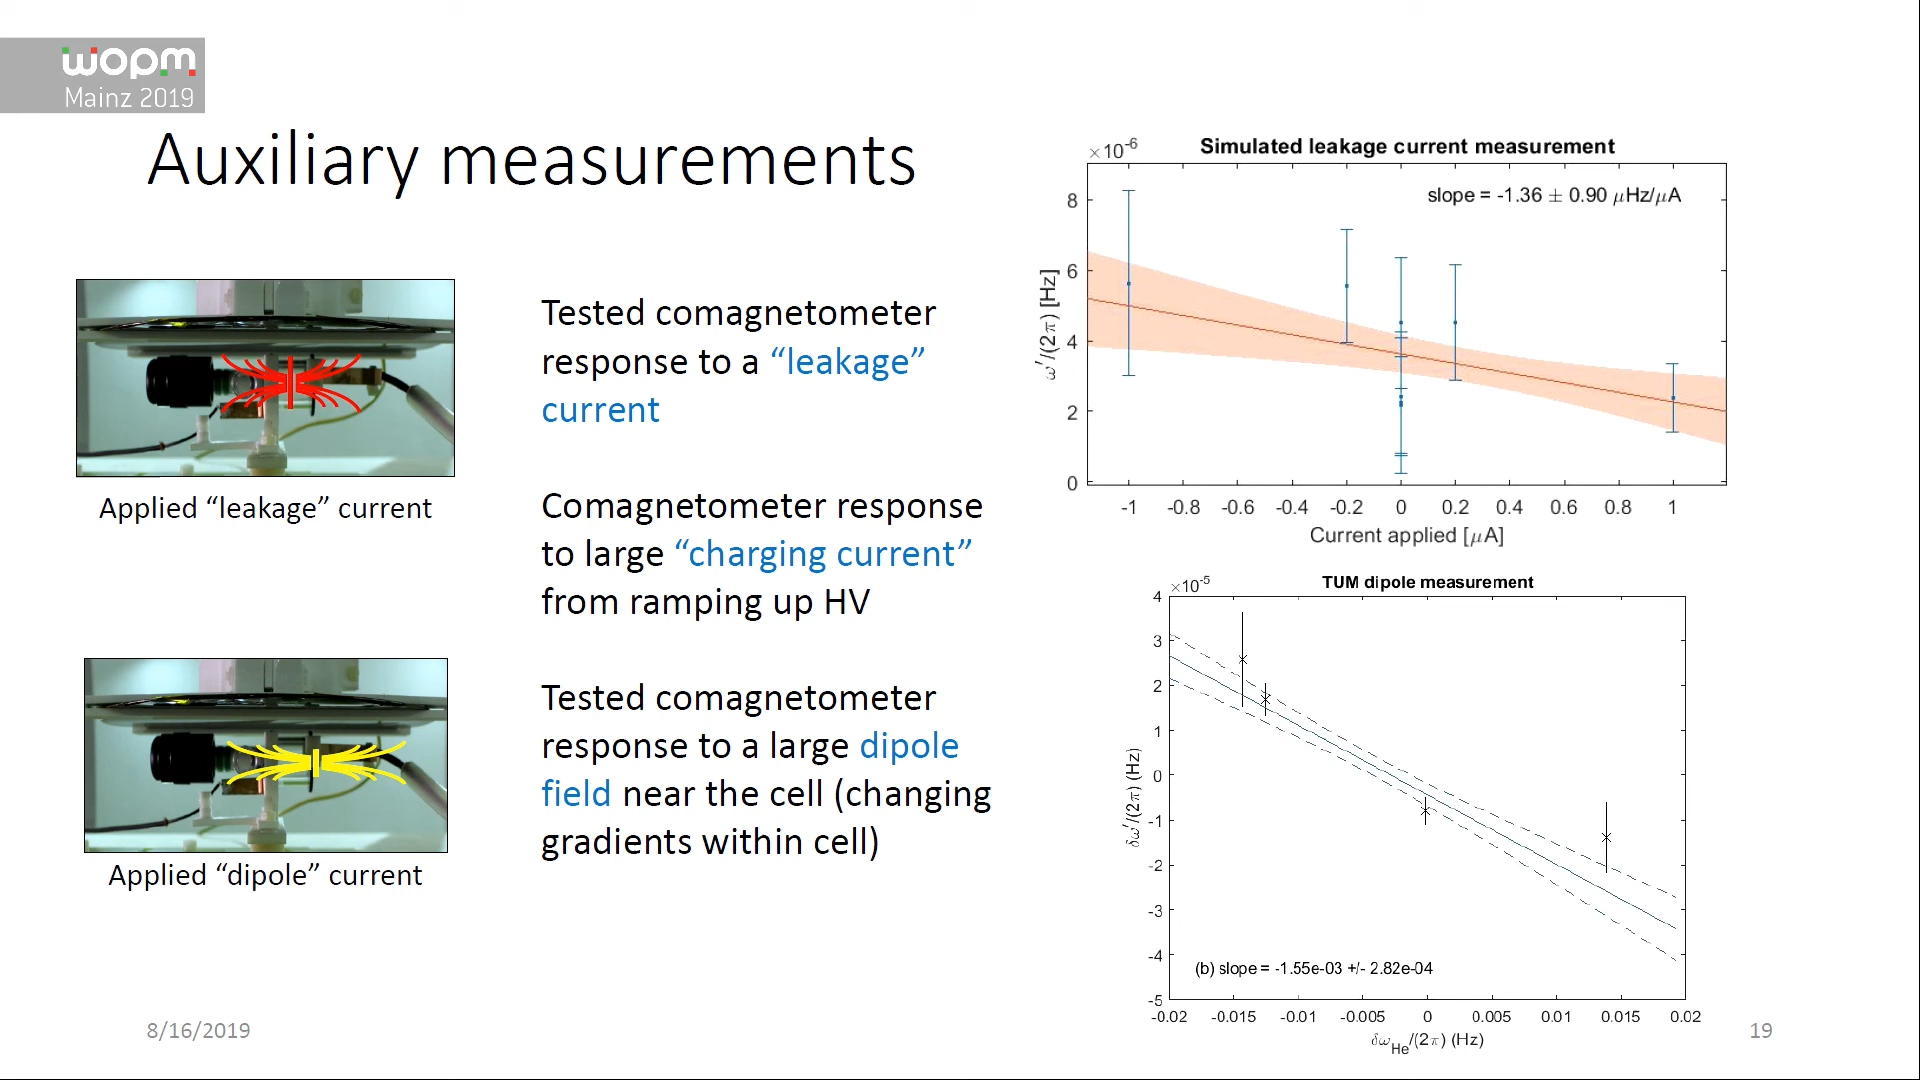 wopm
Mainz 2019
Auxiliary measurements
Applied “leakage” current
Applied “dipole” current
Tested comagnetometer
response to a “leakage”
current
Comagnetometer response
to large “charging current”
from ramping up HV
Tested comagnetometer
response to a large dipole
field near the cell (changing
gradients within cell)
Simulated leakage current measurement
×10⁻⁶
slope = -1.36 ± 0.90 μHz/μA
8
6
4
2
0
ω′/(2π) [Hz]
-1 -0.8 -0.6 -0.4 -0.2 0 0.2 0.4 0.6 0.8 1
Current applied [μA]
TUM dipole measurement
×10⁻⁵
4
3
2
1
0
-1
-2
-3
-4
-5
δω′/(2π) (Hz)
(b) slope = -1.55e-03 +/- 2.82e-04
-0.02 -0.015 -0.01 -0.005 0 0.005 0.01 0.015 0.02
δω_He/(2π) (Hz)
8/16/2019
19